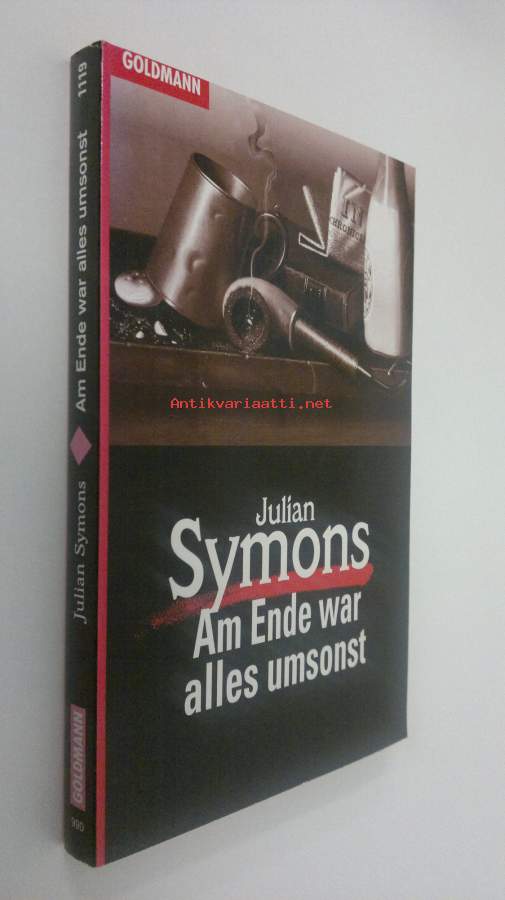 GOLDMANN
CHRONICL
Antikvariaatti.net
Julian
Symons
Am Ende war
alles umsonst
1119
Am Ende war alles umsonst
Julian Symons
GOLDMANN
990